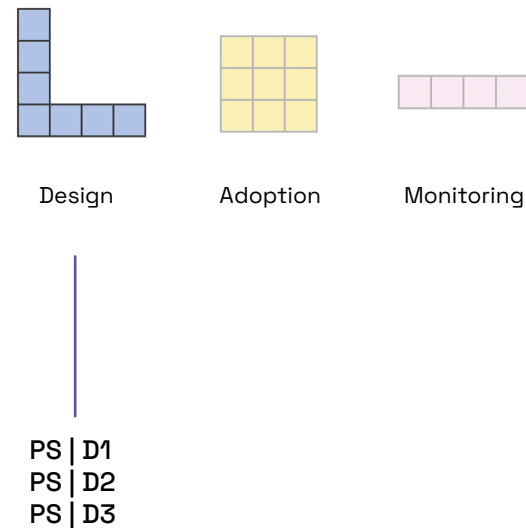 Design
Adoption
Monitoring
PS | D1
PS | D2
PS | D3